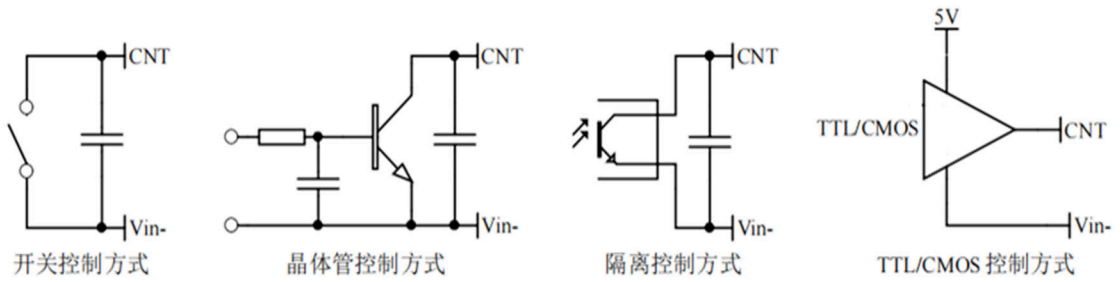 CNT
Vin-
开关控制方式
CNT
Vin-
晶体管控制方式
CNT
Vin-
隔离控制方式
5V
TTL/CMOS
CNT
Vin-
TTL/CMOS 控制方式